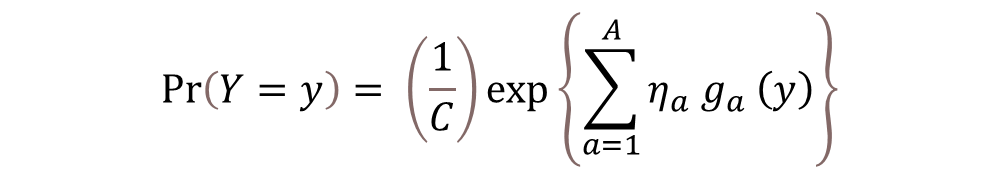 Pr(Y = y) = (1/C) exp{∑_{a=1}^{A} η_a g_a (y)}